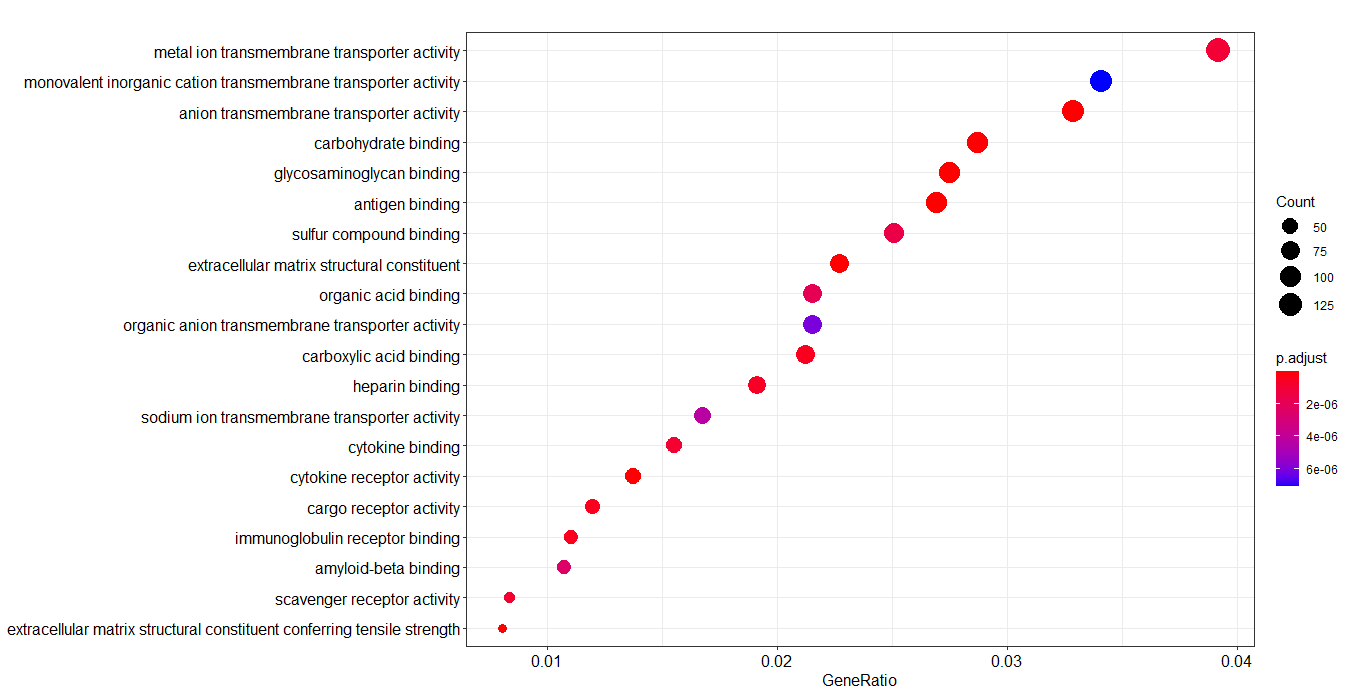 metal ion transmembrane transporter activity
monovalent inorganic cation transmembrane transporter activity
anion transmembrane transporter activity
carbohydrate binding
glycosaminoglycan binding
antigen binding
sulfur compound binding
extracellular matrix structural constituent
organic acid binding
organic anion transmembrane transporter activity
carboxylic acid binding
heparin binding
sodium ion transmembrane transporter activity
cytokine binding
cytokine receptor activity
cargo receptor activity
immunoglobulin receptor binding
amyloid-beta binding
scavenger receptor activity
extracellular matrix structural constituent conferring tensile strength
0.01 0.02 0.03 0.04
GeneRatio
Count
50
75
100
125
p.adjust
2e-06
4e-06
6e-06